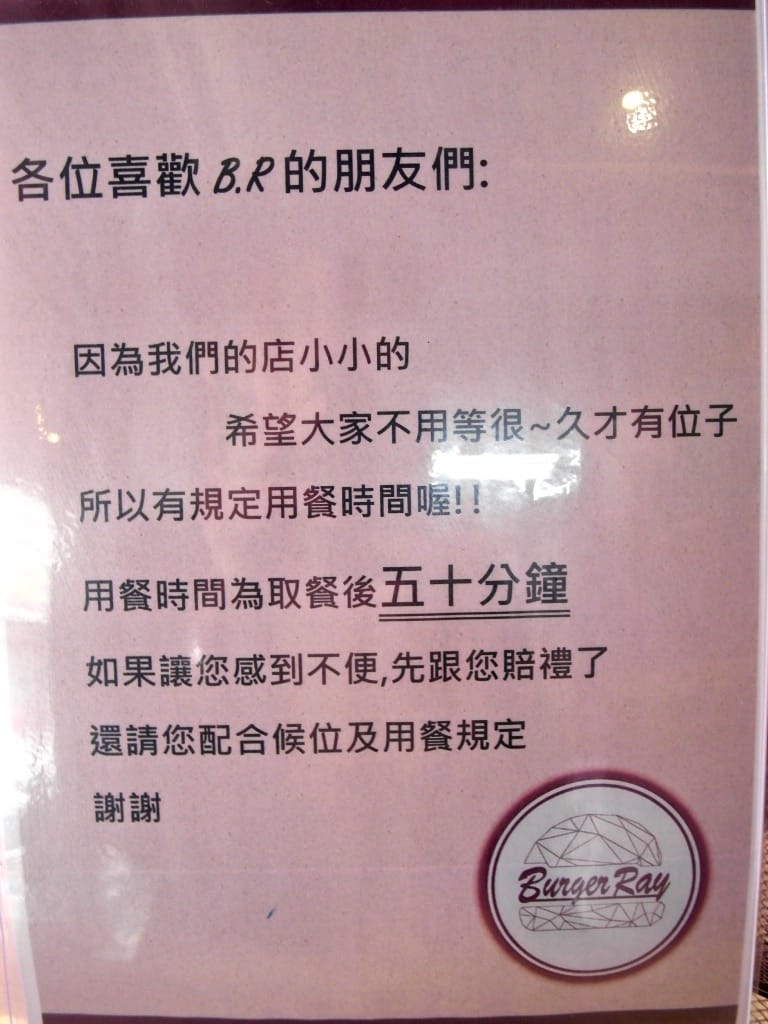 各位喜歡 B.R 的朋友們:
因為我們的店小小的
希望大家不用等很~久才有位子
所以有規定用餐時間喔!!
用餐時間為取餐後五十分鐘
如果讓您感到不便,先跟您賠禮了
還請您配合候位及用餐規定
謝謝
Burger Ray